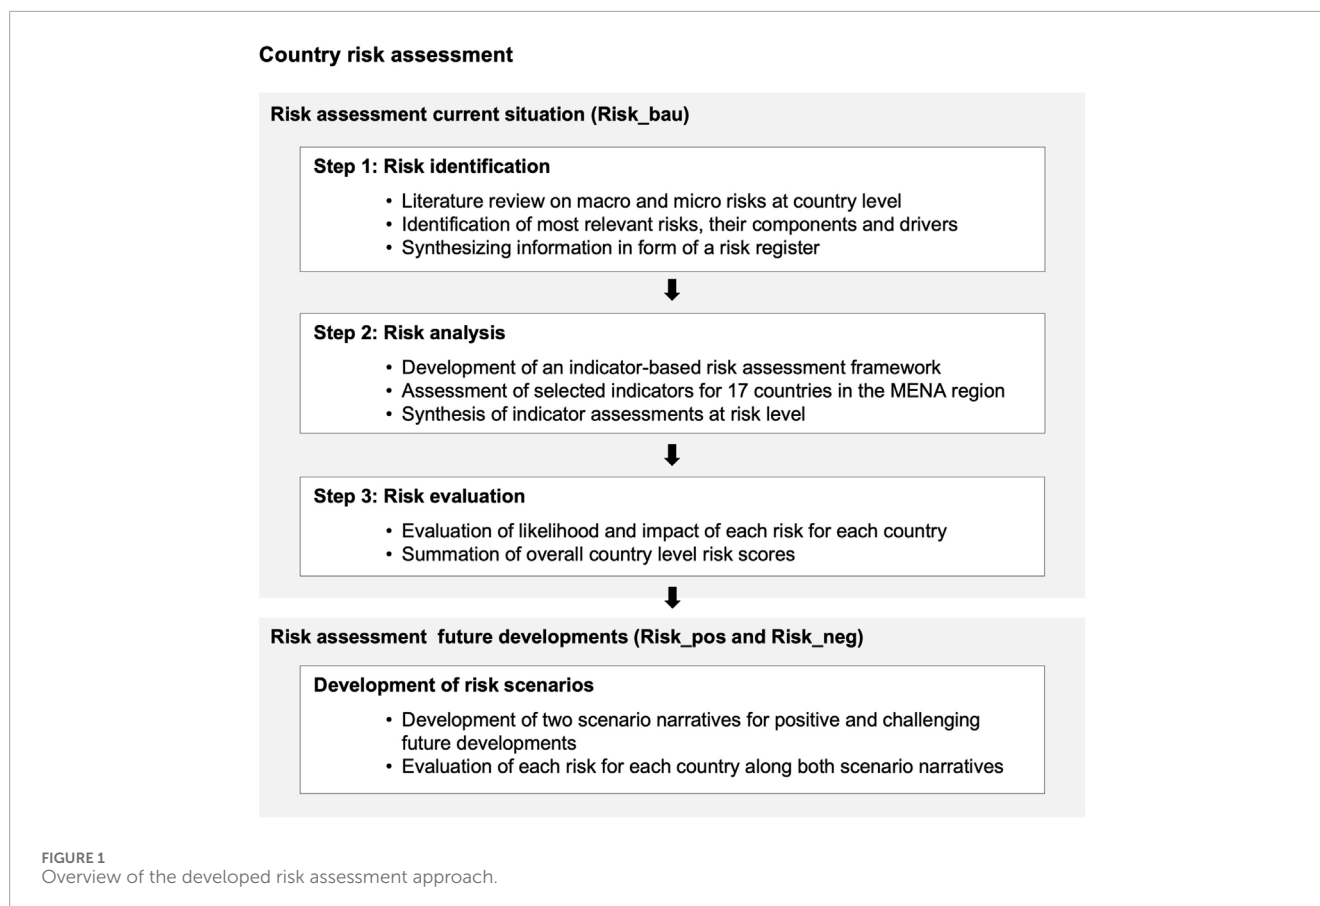 Country risk assessment
Risk assessment current situation (Risk_bau)
Step 1: Risk identification
• Literature review on macro and micro risks at country level
• Identification of most relevant risks, their components and drivers
• Synthesizing information in form of a risk register
Step 2: Risk analysis
• Development of an indicator-based risk assessment framework
• Assessment of selected indicators for 17 countries in the MENA region
• Synthesis of indicator assessments at risk level
Step 3: Risk evaluation
• Evaluation of likelihood and impact of each risk for each country
• Summation of overall country level risk scores
Risk assessment  future developments (Risk_pos and Risk_neg)
Development of risk scenarios
• Development of two scenario narratives for positive and challenging
future developments
• Evaluation of each risk for each country along both scenario narratives
FIGURE 1
Overview of the developed risk assessment approach.